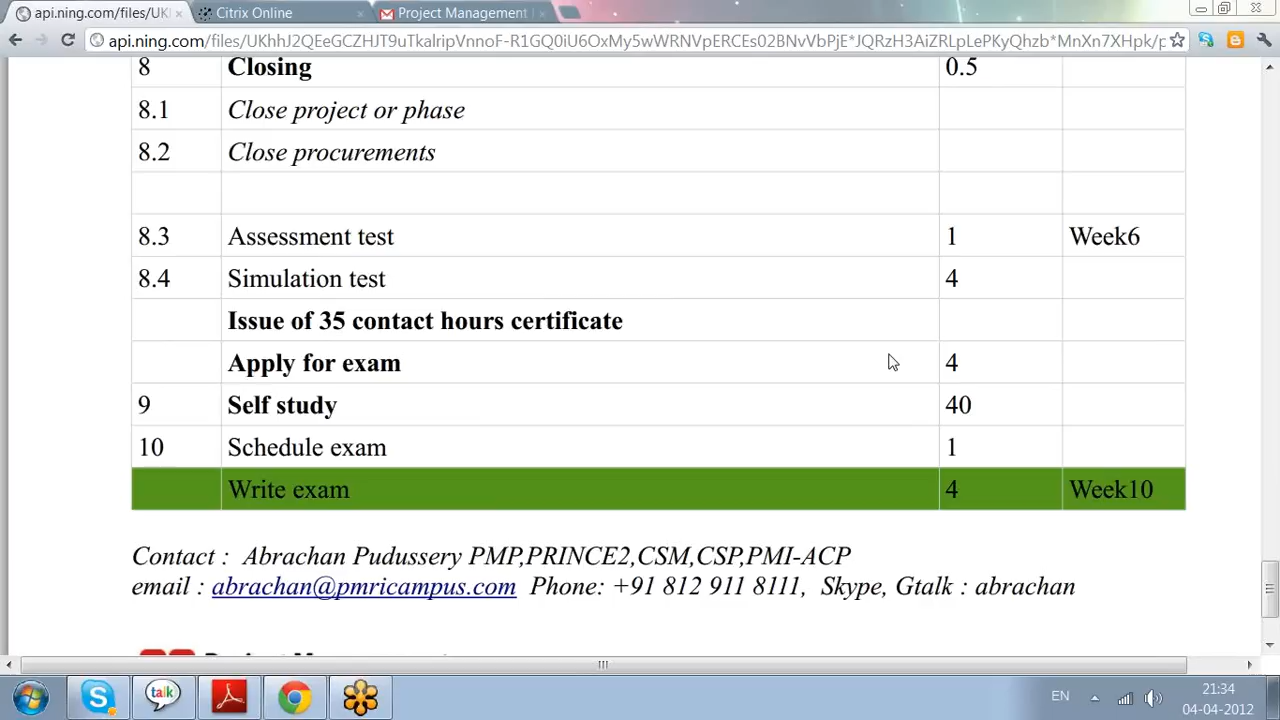 api.ning.com/files/UKI
Citrix Online
Project Management
api.ning.com/files/UKhhJ2QEeGCZHJT9uTkalripVnnoF-R1GQ0iU6OxMy5wWRNVpERCEs02BNvVbPjE*JQRzH3AiZRLpLePKyQhzb*MnXn7XHpk/p
8 Closing 0.5
8.1 Close project or phase
8.2 Close procurements
8.3 Assessment test 1 Week6
8.4 Simulation test 4
Issue of 35 contact hours certificate
Apply for exam 4
9 Self study 40
10 Schedule exam 1
Write exam 4 Week10
Contact : Abrachan Pudussery PMP,PRINCE2,CSM,CSP,PMI-ACP
email : abrachan@pmricampus.com Phone: +91 812 911 8111, Skype, Gtalk : abrachan
talk
EN
21:34
04-04-2012